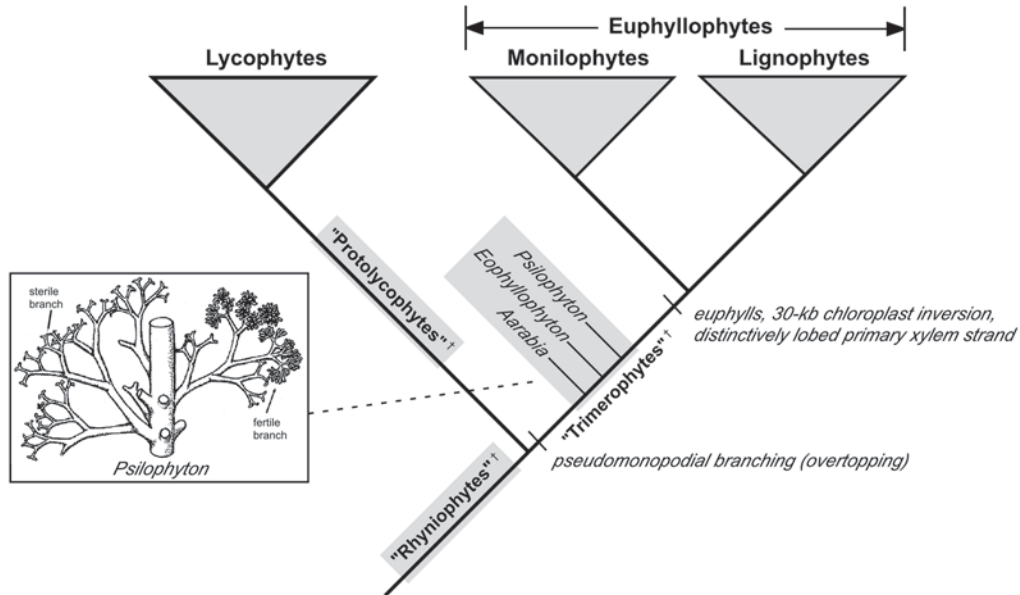 Euphyllophytes
Lycophytes
Monilophytes
Lignophytes
"Protolycophytes"†
Psilophyton
Eophyllophyton
Aarabia
sterile
branch
fertile
branch
Psilophyton
euphylls, 30-kb chloroplast inversion,
distinctively lobed primary xylem strand
"Trimerophytes"†
pseudomonopodial branching (overtopping)
"Rhyniophytes"†